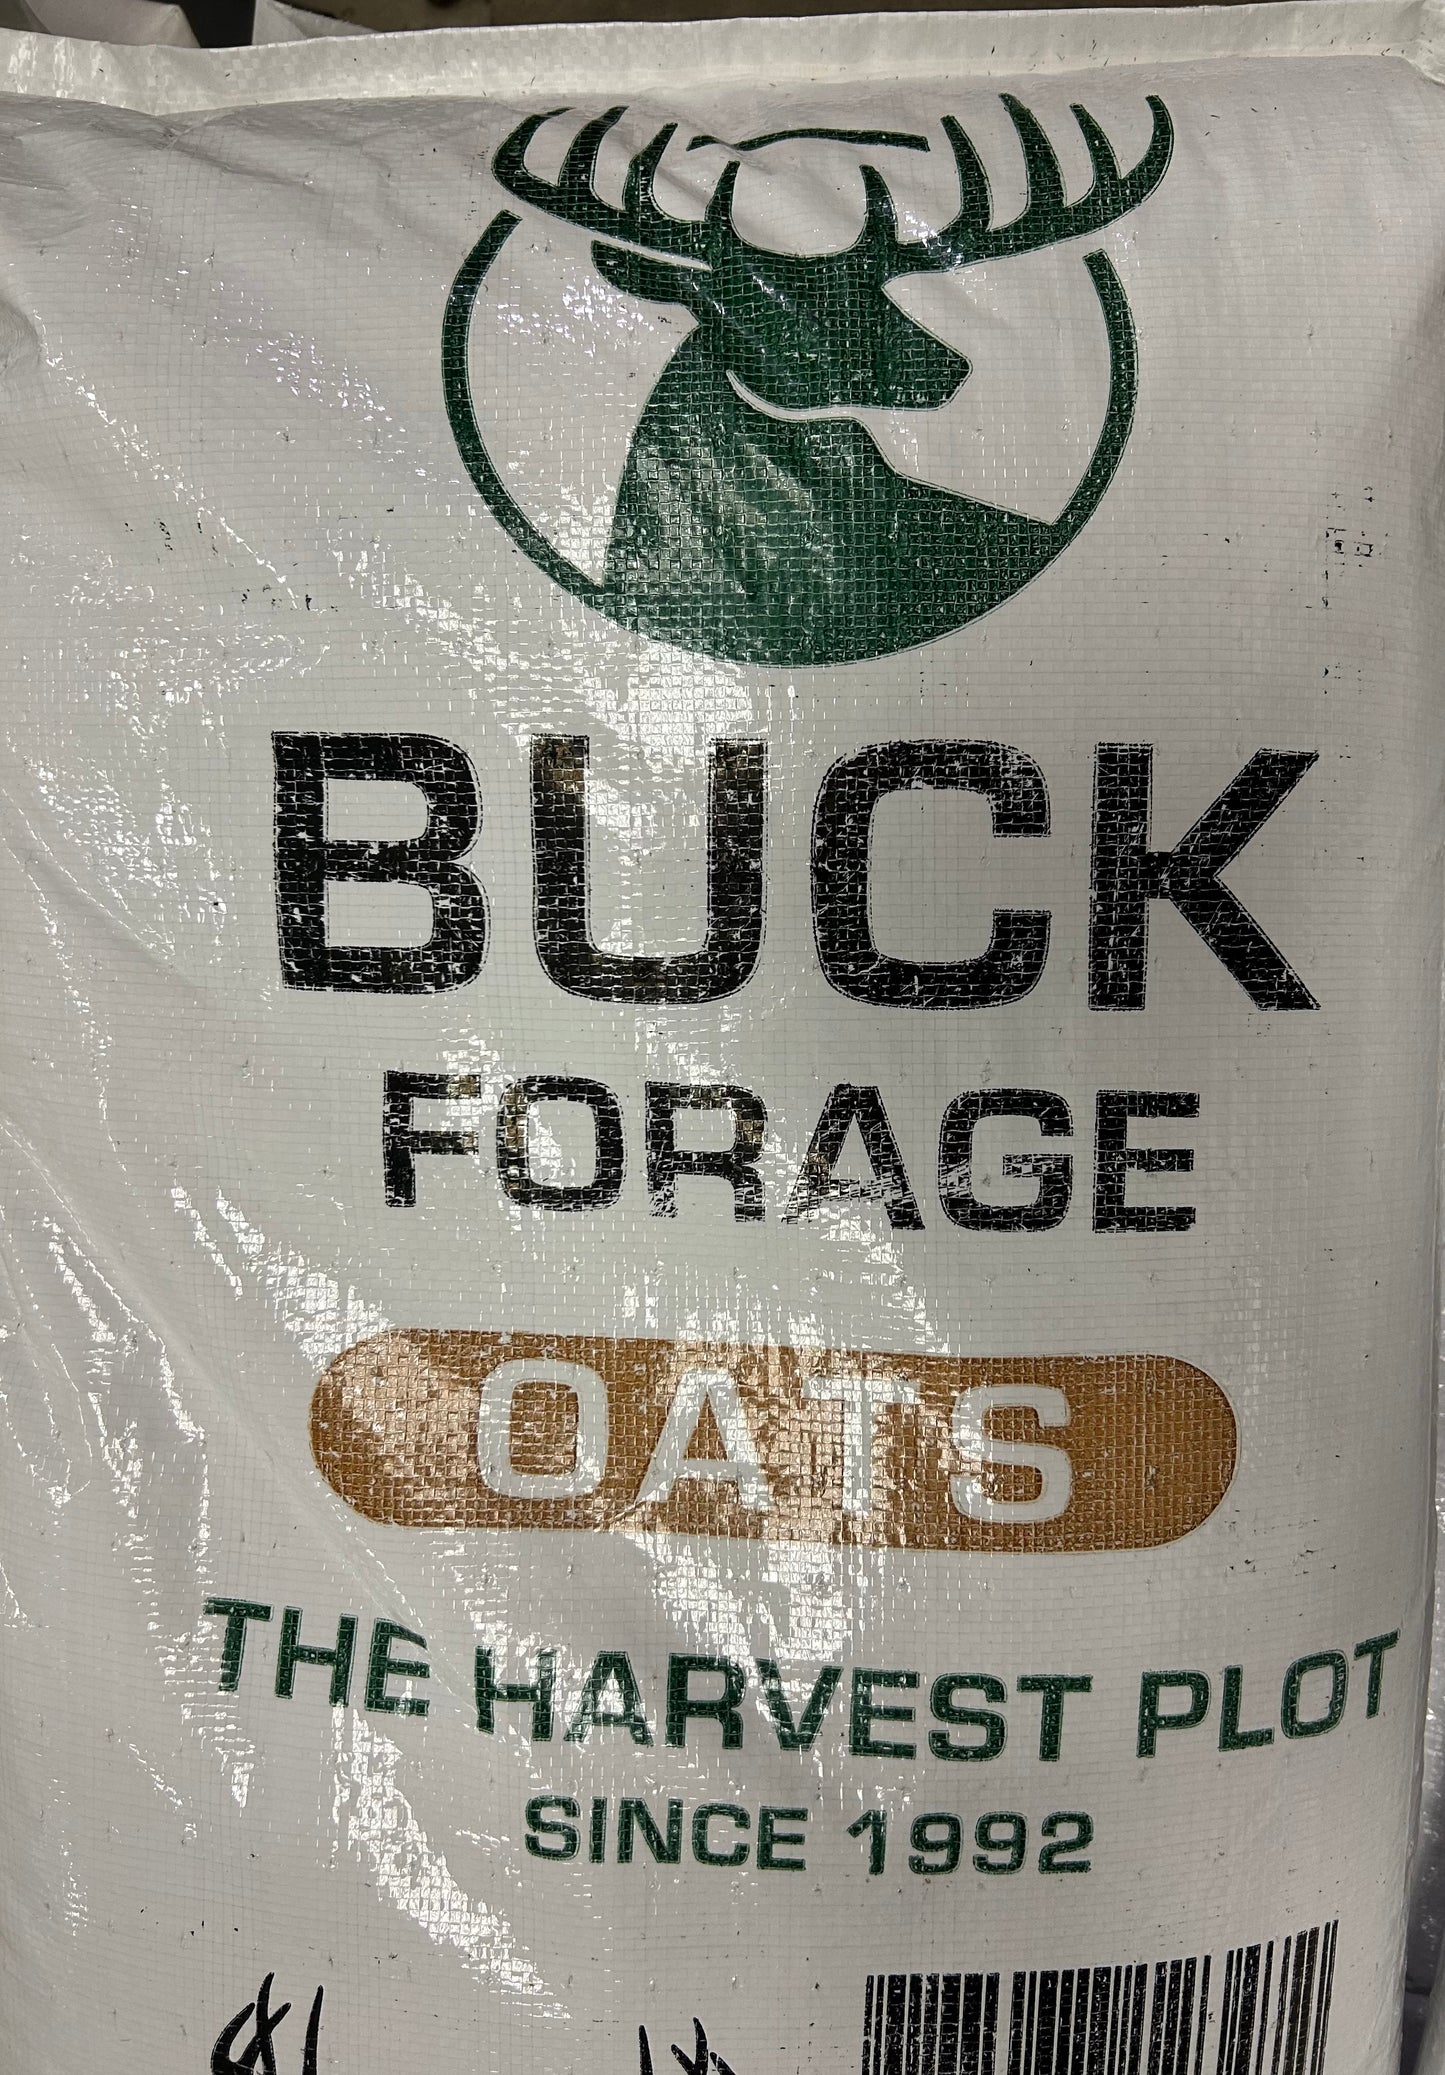 BUCK
FORAGE
OATS
THE HARVEST PLOT
SINCE 1992